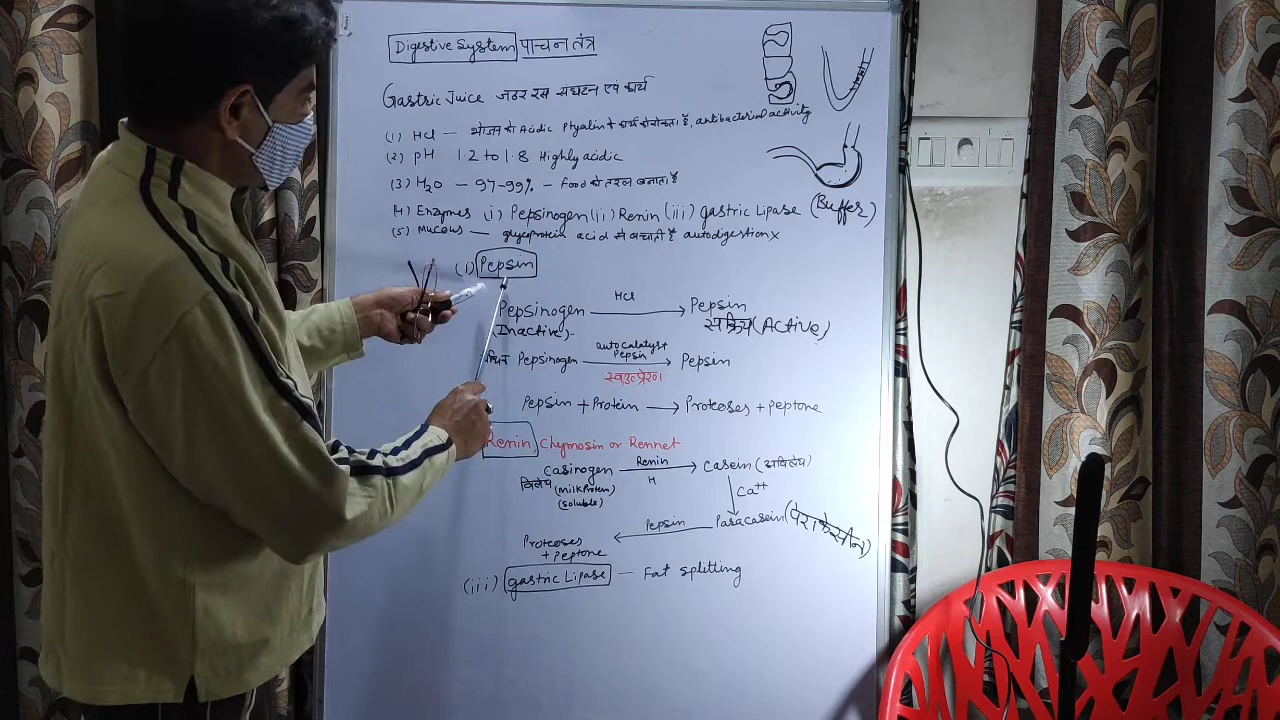 Digestive System पाचन तंत्र
Gastric Juice जठर रस संघटन एवं कार्य
(1) Hcl — भोजन को Acidic Ptyalin के कार्य को रोकता है, antibacterial activity
(2) pH 1.2 to 1.8 Highly acidic
(3) H2O — 97-99% — Food को तरल बनाता है
(4) Enzymes (i) Pepsinogen (ii) Renin (iii) gastric Lipase (Buffer)
(5) Mucous — glycoprotein acid से बचाती है autodigestion x
(i) Pepsin
Pepsinogen Hcl → Pepsin
(Inactive) सक्रिय (Active)
Pepsinogen autocatalyst Pepsin → Pepsin
स्वउत्प्रेरण
Pepsin + Protein → Proteoses + peptone
Renin Chymosin or Rennet
Casinogen Renin H → Casein (अविलेय)
विलेय (Milk Protein)
(soluble)
Ca++
Pepsin ← Paracasein (पेराकेसीन)
Proteoses
+ peptone
(iii) gastric Lipase — Fat splitting